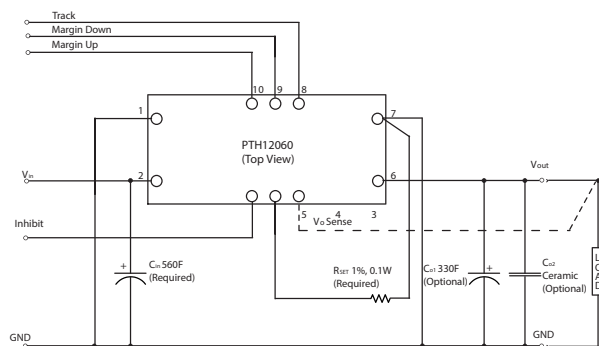 Track
Margin Down
Margin Up
10 9 8
1 7
PTH12060
(Top View)
Vin 2 6 Vout
5 4 3
Vo Sense
Inhibit
+ Cin 560F
(Required)
RSET 1%, 0.1W
(Required)
Co1 330F +
(Optional)
Co2
Ceramic
(Optional)
LOAD
GND GND